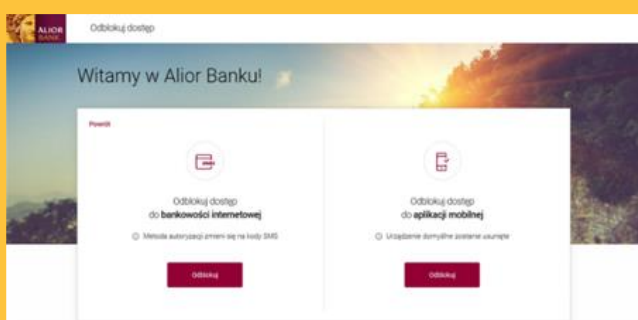 ALIOR
BANK
Odblokuj dostęp
Witamy w Alior Banku!
Powrót
Odblokuj dostęp
do bankowości internetowej
Metoda autoryzacji zmieni się na kody SMS
Odblokuj
Odblokuj dostęp
do aplikacji mobilnej
Urządzenie domyślne zostanie usunięte
Odblokuj